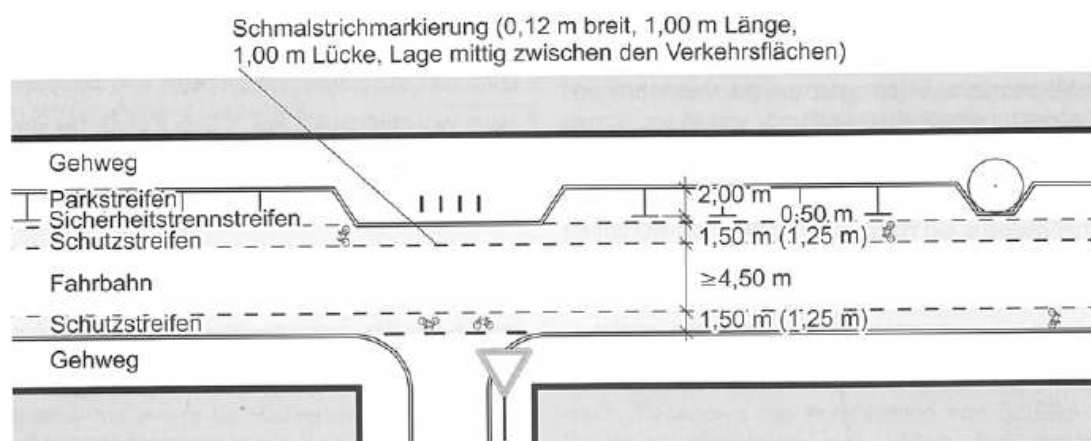 Schmalstrichmarkierung (0,12 m breit, 1,00 m Länge,
1,00 m Lücke, Lage mittig zwischen den Verkehrsflächen)
Gehweg
Parkstreifen
2,00 m
Sicherheitstrennstreifen
0,50 m
Schutzstreifen
1,50 m (1,25 m)
Fahrbahn
≥4,50 m
Schutzstreifen
1,50 m (1,25 m)
Gehweg